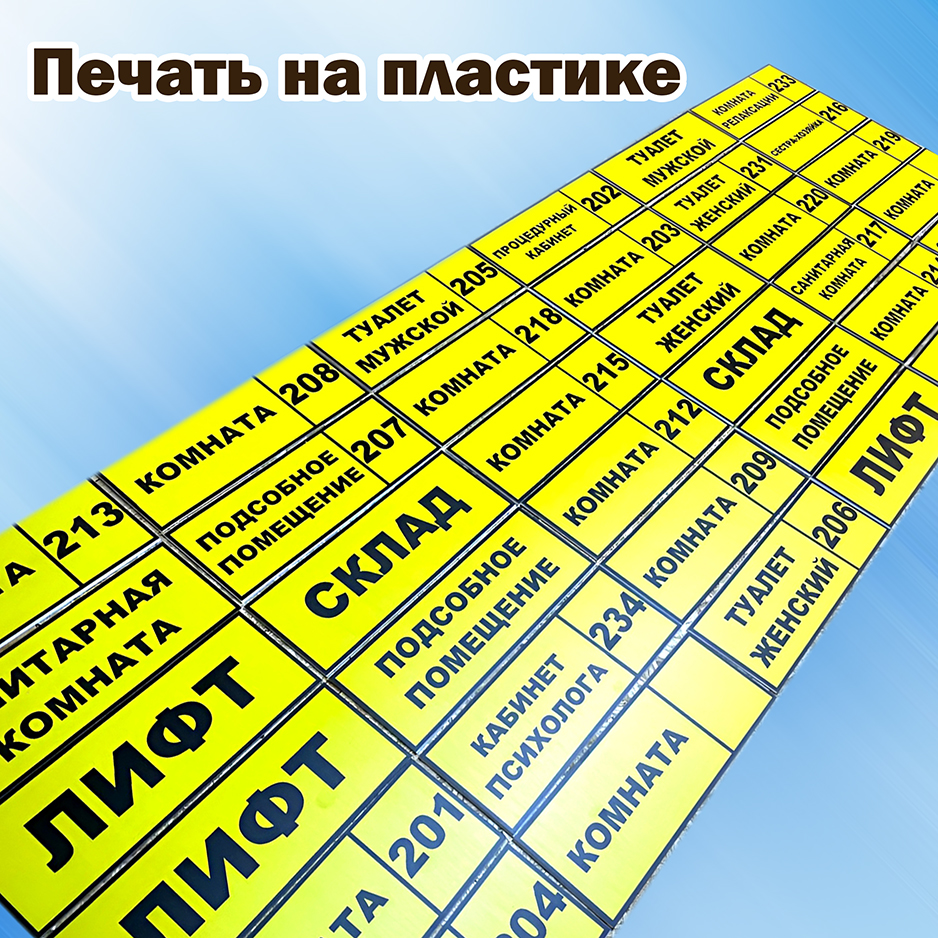 Печать на пластике
213
КОМНАТА 208
ТУАЛЕТ
МУЖСКОЙ 205
ПРОЦЕДУРНЫЙ
КАБИНЕТ 202
ТУАЛЕТ
МУЖСКОЙ
КОМНАТА
РЕЛАКСАЦИИ 233
НИТАРНАЯ
КОМНАТА
ПОДСОБНОЕ
ПОМЕЩЕНИЕ 207
КОМНАТА 218
КОМНАТА 203
ТУАЛЕТ
ЖЕНСКИЙ 231
СЕСТРА-ХОЗЯЙКА 216
ЛИФТ
СКЛАД
КОМНАТА 215
ТУАЛЕТ
ЖЕНСКИЙ
КОМНАТА 220
КОМНАТА 219
ЛИФТ
ПОДСОБНОЕ
ПОМЕЩЕНИЕ
КОМНАТА 212
СКЛАД
САНИТАРНАЯ
КОМНАТА 217
КОМНАТА
ТА 201
КАБИНЕТ
ПСИХОЛОГА 234
КОМНАТА 209
ПОДСОБНОЕ
ПОМЕЩЕНИЕ
КОМНАТА
204
КОМНАТА
ТУАЛЕТ
ЖЕНСКИЙ 206
ЛИФТ